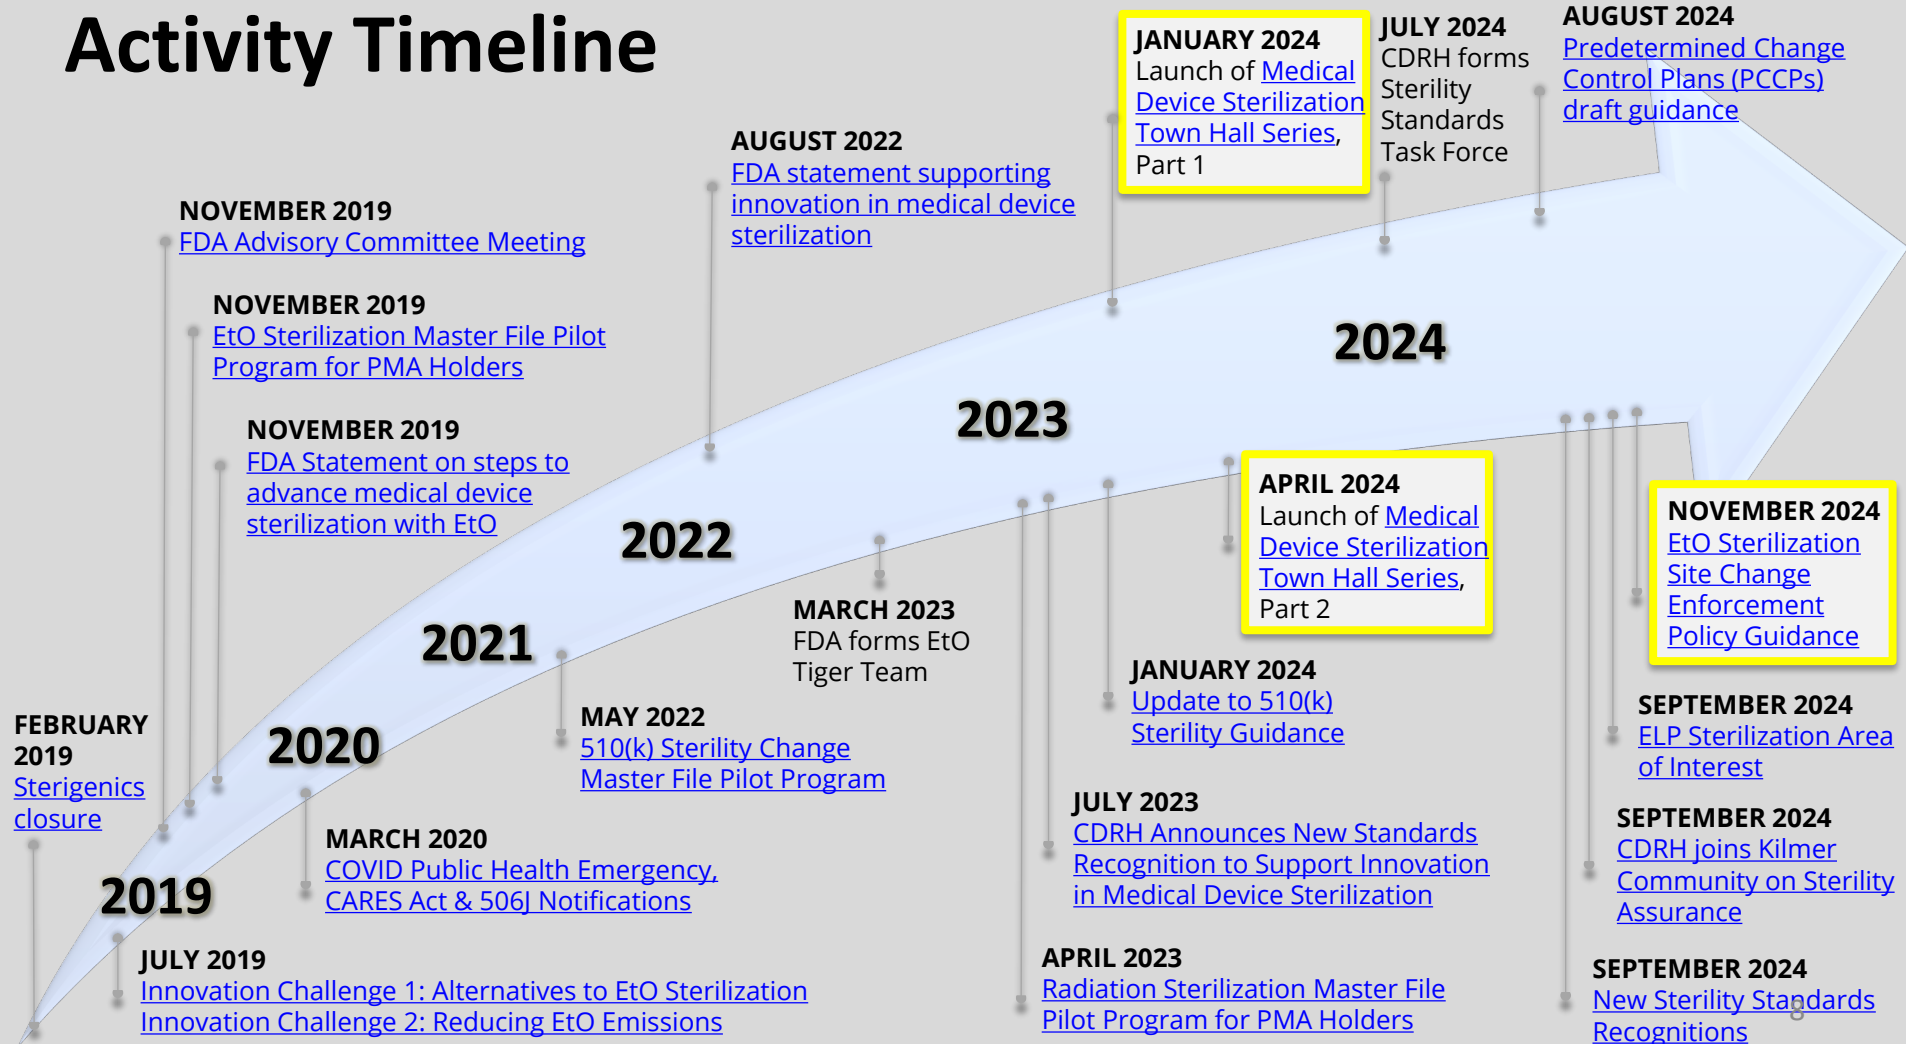 Activity Timeline
FEBRUARY
2019
Sterigenics
closure
2019
JULY 2019
Innovation Challenge 1: Alternatives to EtO Sterilization
Innovation Challenge 2: Reducing EtO Emissions
NOVEMBER 2019
FDA Advisory Committee Meeting
NOVEMBER 2019
EtO Sterilization Master File Pilot
Program for PMA Holders
NOVEMBER 2019
FDA Statement on steps to
advance medical device
sterilization with EtO
2020
MARCH 2020
COVID Public Health Emergency,
CARES Act & 506J Notifications
2021
2022
MAY 2022
510(k) Sterility Change
Master File Pilot Program
AUGUST 2022
FDA statement supporting
innovation in medical device
sterilization
2023
MARCH 2023
FDA forms EtO
Tiger Team
APRIL 2023
Radiation Sterilization Master File
Pilot Program for PMA Holders
JULY 2023
CDRH Announces New Standards
Recognition to Support Innovation
in Medical Device Sterilization
2024
JANUARY 2024
Launch of Medical
Device Sterilization
Town Hall Series,
Part 1
JANUARY 2024
Update to 510(k)
Sterility Guidance
APRIL 2024
Launch of Medical
Device Sterilization
Town Hall Series,
Part 2
JULY 2024
CDRH forms
Sterility
Standards
Task Force
AUGUST 2024
Predetermined Change
Control Plans (PCCPs)
draft guidance
NOVEMBER 2024
EtO Sterilization
Site Change
Enforcement
Policy Guidance
SEPTEMBER 2024
ELP Sterilization Area
of Interest
SEPTEMBER 2024
CDRH joins Kilmer
Community on Sterility
Assurance
SEPTEMBER 2024
New Sterility Standards
Recognitions
8